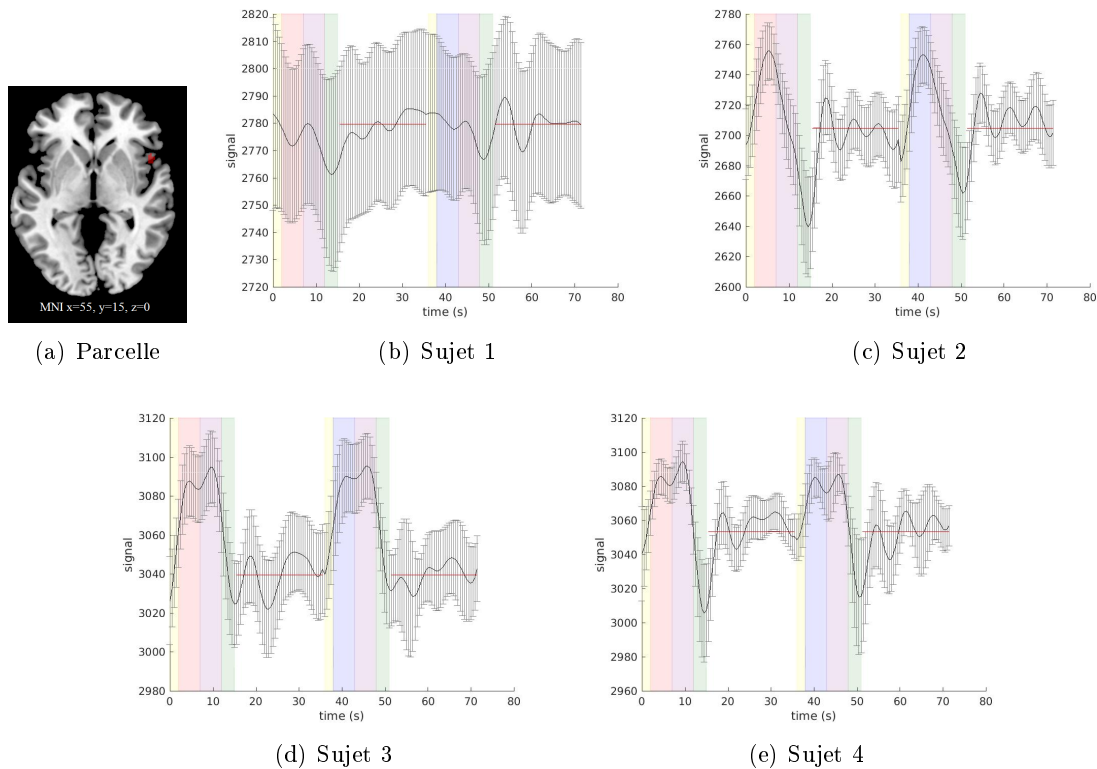 MNI x=55, y=15, z=0
(a) Parcelle
2820
2810
2800
2790
2780
2770
2760
2750
2740
2730
2720
signal
0 10 20 30 40 50 60 70 80
time (s)
(b) Sujet 1
2780
2760
2740
2720
2700
2680
2660
2640
2620
2600
signal
0 10 20 30 40 50 60 70 80
time (s)
(c) Sujet 2
3120
3100
3080
3060
3040
3020
3000
2980
signal
0 10 20 30 40 50 60 70 80
time (s)
(d) Sujet 3
3120
3100
3080
3060
3040
3020
3000
2980
2960
signal
0 10 20 30 40 50 60 70 80
time (s)
(e) Sujet 4